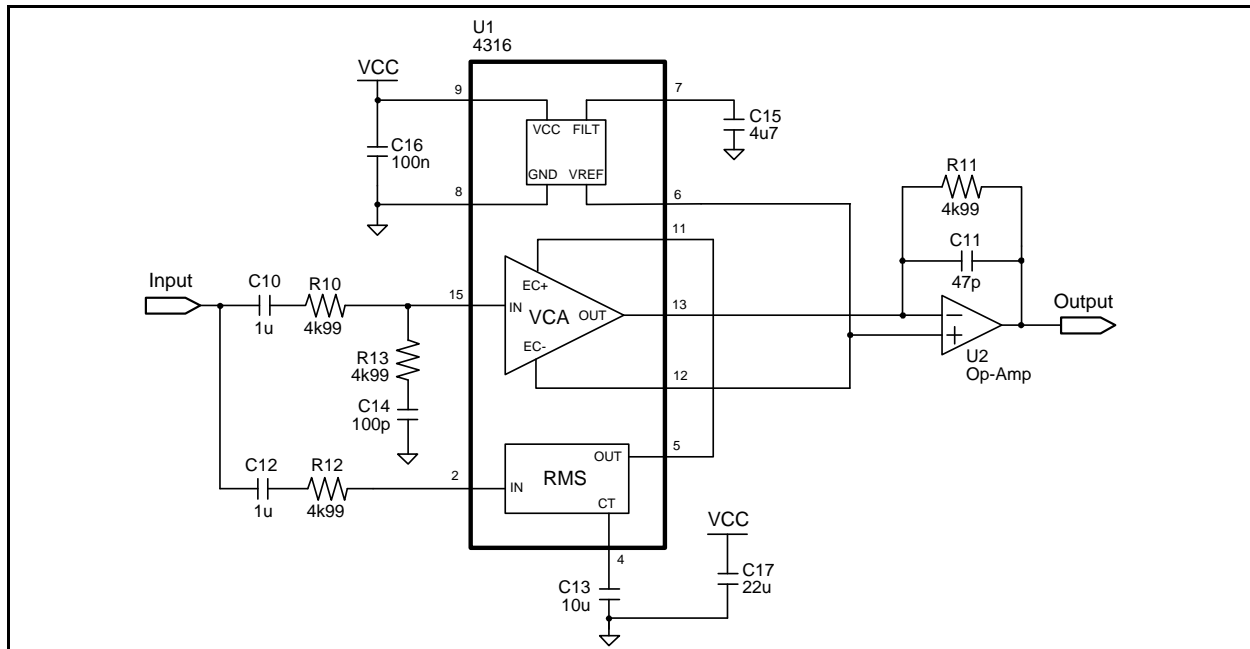 U1
4316
VCC
9
7
C16
100n
VCC
FILT
GND
VREF
C15
4u7
8
6
R11
4k99
11
C11
47p
Input
C10
1u
R10
4k99
15
IN
EC+
VCA
OUT
EC-
13
Output
U2
Op-Amp
R13
4k99
12
C14
100p
C12
1u
R12
4k99
2
IN
OUT
RMS
CT
5
4
VCC
C13
10u
C17
22u